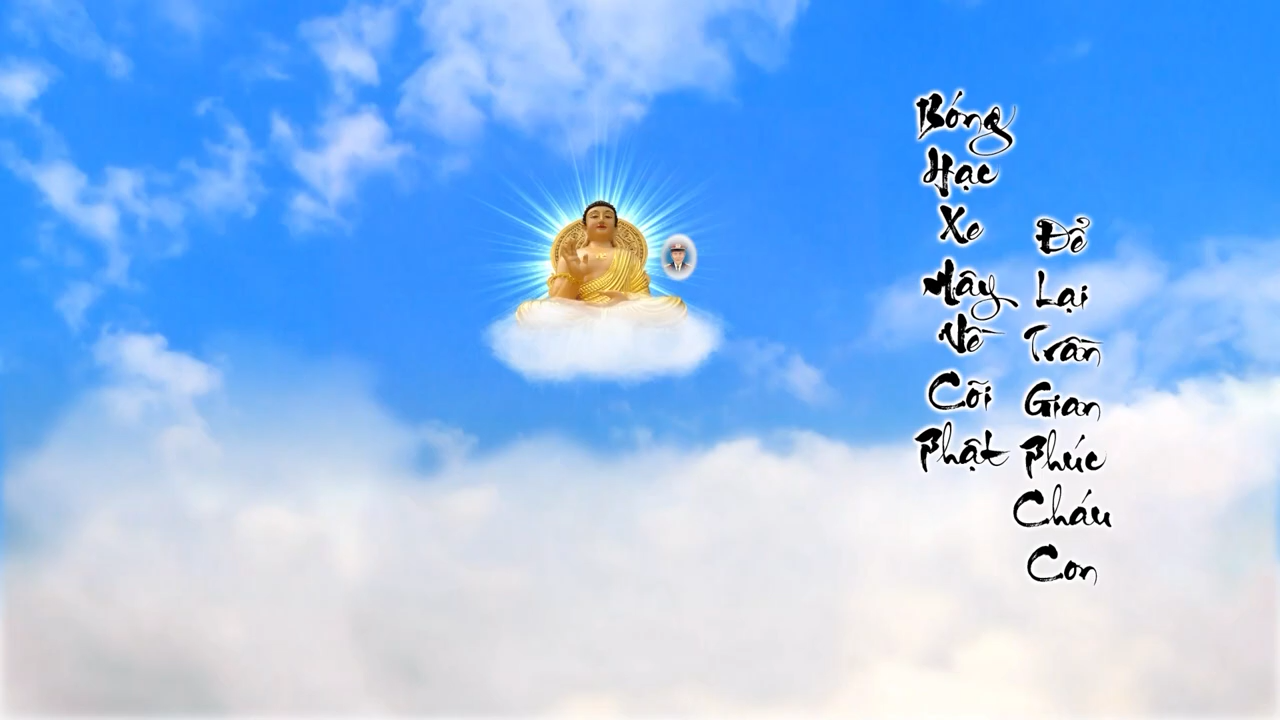 Bóng
Hạc
Xe
Mây
Về
Cõi
Phật
Để
Lại
Trần
Gian
Phúc
Cháu
Con